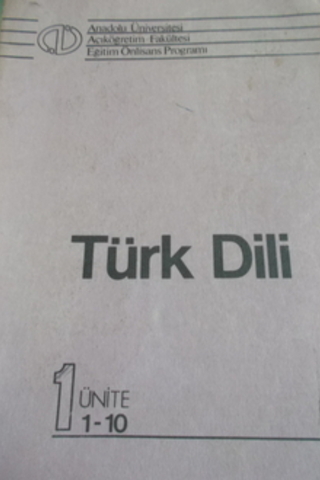 Anadolu Üniversitesi
Açıköğretim Fakültesi
Eğitim Önlisans Programı
Türk Dili
1 ÜNİTE
1-10